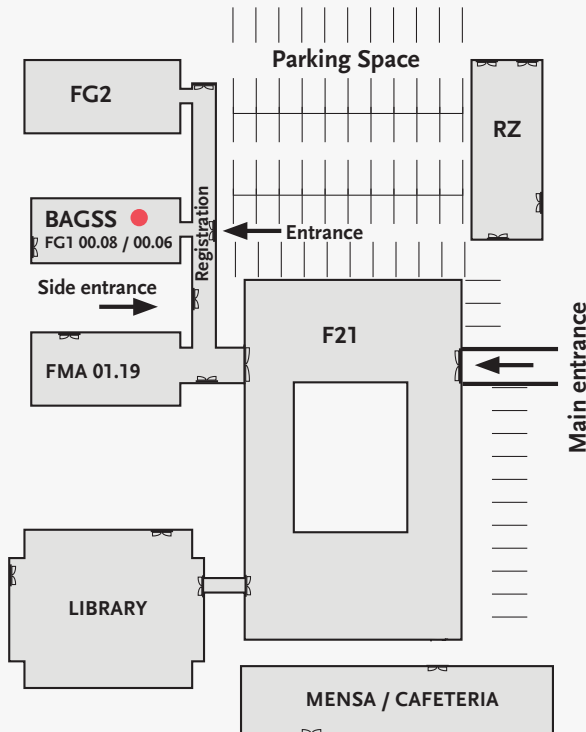 Parking Space
FG2
RZ
BAGSS
FG1 00.08 / 00.06
Registration
Entrance
Side entrance
F21
FMA 01.19
Main entrance
LIBRARY
MENSA / CAFETERIA